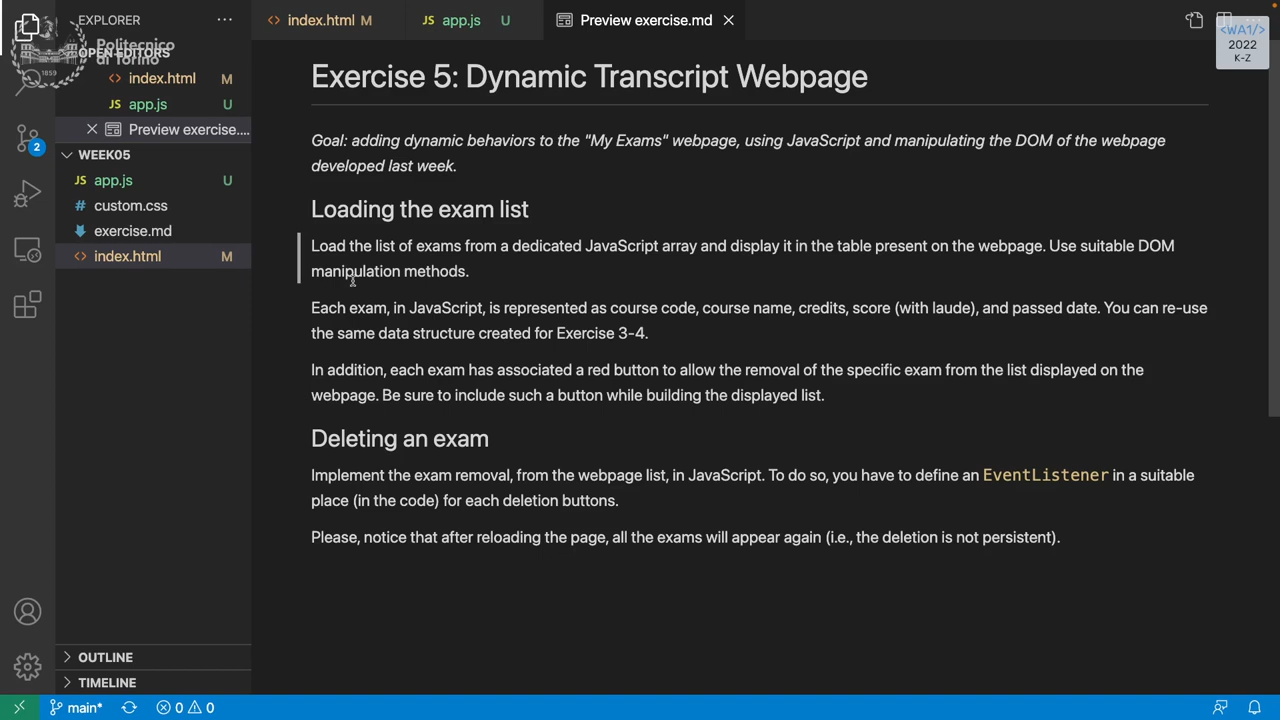 EXPLORER
index.html M
app.js U
Preview exercise.md
<WA1/>
2022
K-Z
Politecnico
di Torino
1859
OPEN EDITORS
index.html M
app.js U
Preview exercise....
2
WEEK05
app.js U
custom.css
exercise.md
index.html M
Exercise 5: Dynamic Transcript Webpage
Goal: adding dynamic behaviors to the "My Exams" webpage, using JavaScript and manipulating the DOM of the webpage
developed last week.
Loading the exam list
Load the list of exams from a dedicated JavaScript array and display it in the table present on the webpage. Use suitable DOM
manipulation methods.
Each exam, in JavaScript, is represented as course code, course name, credits, score (with laude), and passed date. You can re-use
the same data structure created for Exercise 3-4.
In addition, each exam has associated a red button to allow the removal of the specific exam from the list displayed on the
webpage. Be sure to include such a button while building the displayed list.
Deleting an exam
Implement the exam removal, from the webpage list, in JavaScript. To do so, you have to define an EventListener in a suitable
place (in the code) for each deletion buttons.
Please, notice that after reloading the page, all the exams will appear again (i.e., the deletion is not persistent).
OUTLINE
TIMELINE
main* 0 0